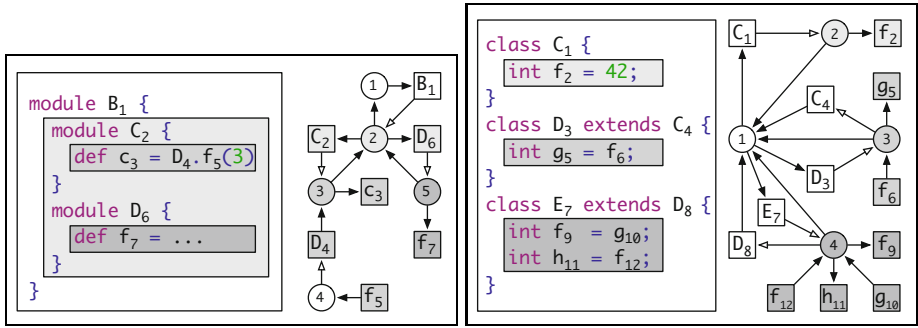 module B₁ {
module C₂ {
def c₃ = D₄.f₅(3)
}
module D₆ {
def f₇ = ...
}
}
1
B₁
C₂
2
D₆
3
c₃
5
D₄
f₇
4
f₅
class C₁ {
int f₂ = 42;
}
class D₃ extends C₄ {
int g₅ = f₆;
}
class E₇ extends D₈ {
int f₉ = g₁₀;
int h₁₁ = f₁₂;
}
C₁
2
f₂
g₅
C₄
1
3
D₃
f₆
E₇
D₈
4
f₉
f₁₂
h₁₁
g₁₀